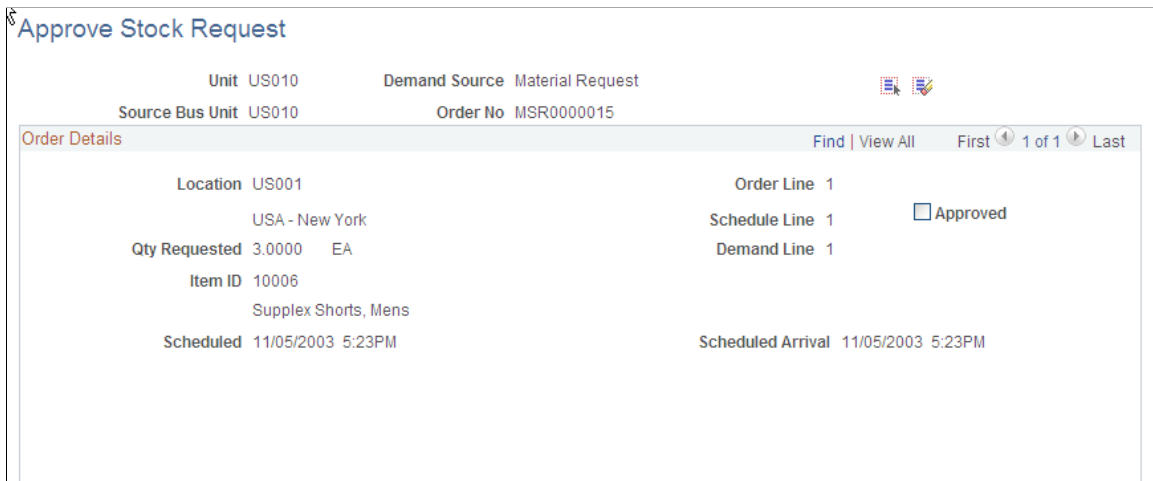 Approve Stock Request
Unit US010 Demand Source Material Request
Source Bus Unit US010 Order No MSR0000015
Order Details Find | View All First 1 of 1 Last
Location US001 Order Line 1
USA - New York Schedule Line 1 Approved
Qty Requested 3.0000 EA Demand Line 1
Item ID 10006
Supplex Shorts, Mens
Scheduled 11/05/2003 5:23PM Scheduled Arrival 11/05/2003 5:23PM